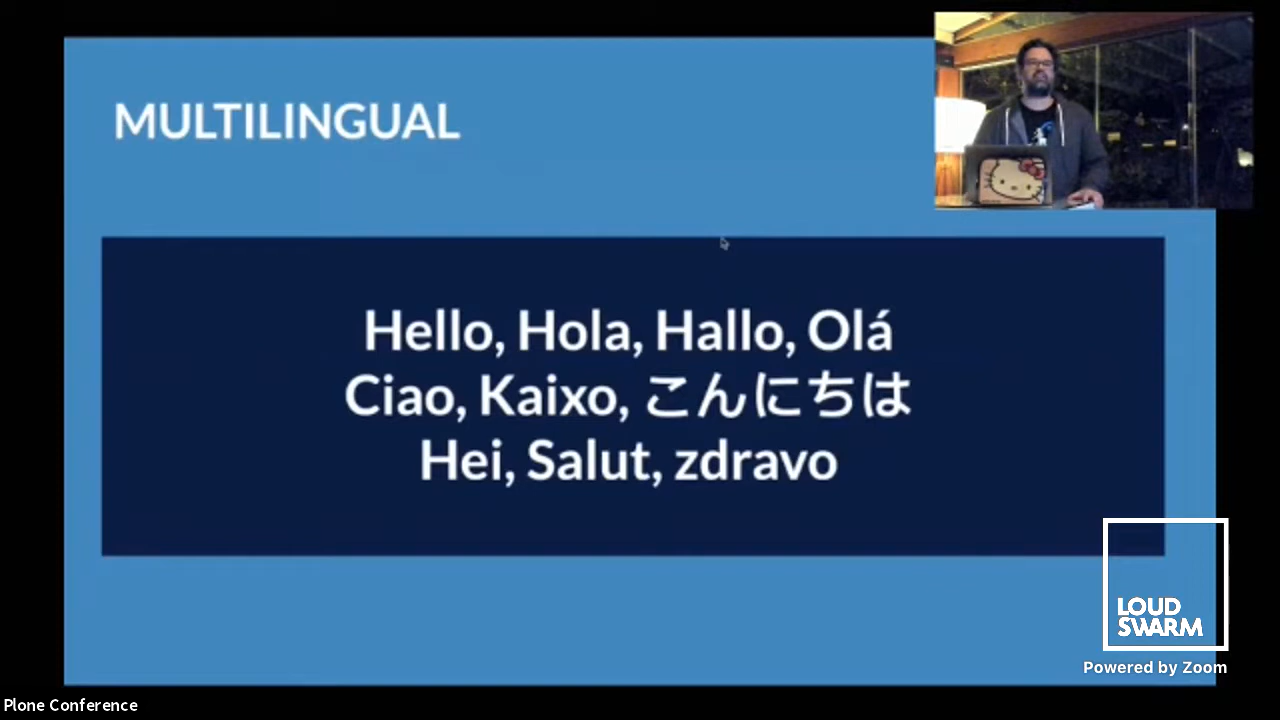 MULTILINGUAL
Hello, Hola, Hallo, Olá
Ciao, Kaixo, こんにちは
Hei, Salut, zdravo
LOUD
SWARM
Powered by Zoom
Plone Conference